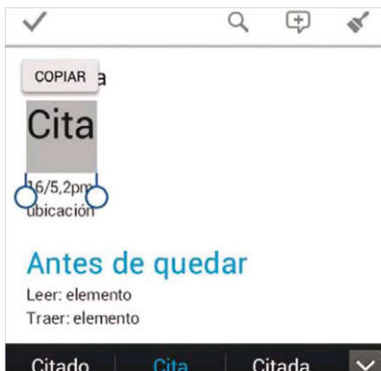 COPIAR a
Cita
16/5,2pm
ubicación
Antes de quedar
Leer: elemento
Traer: elemento
Citado Cita Citada